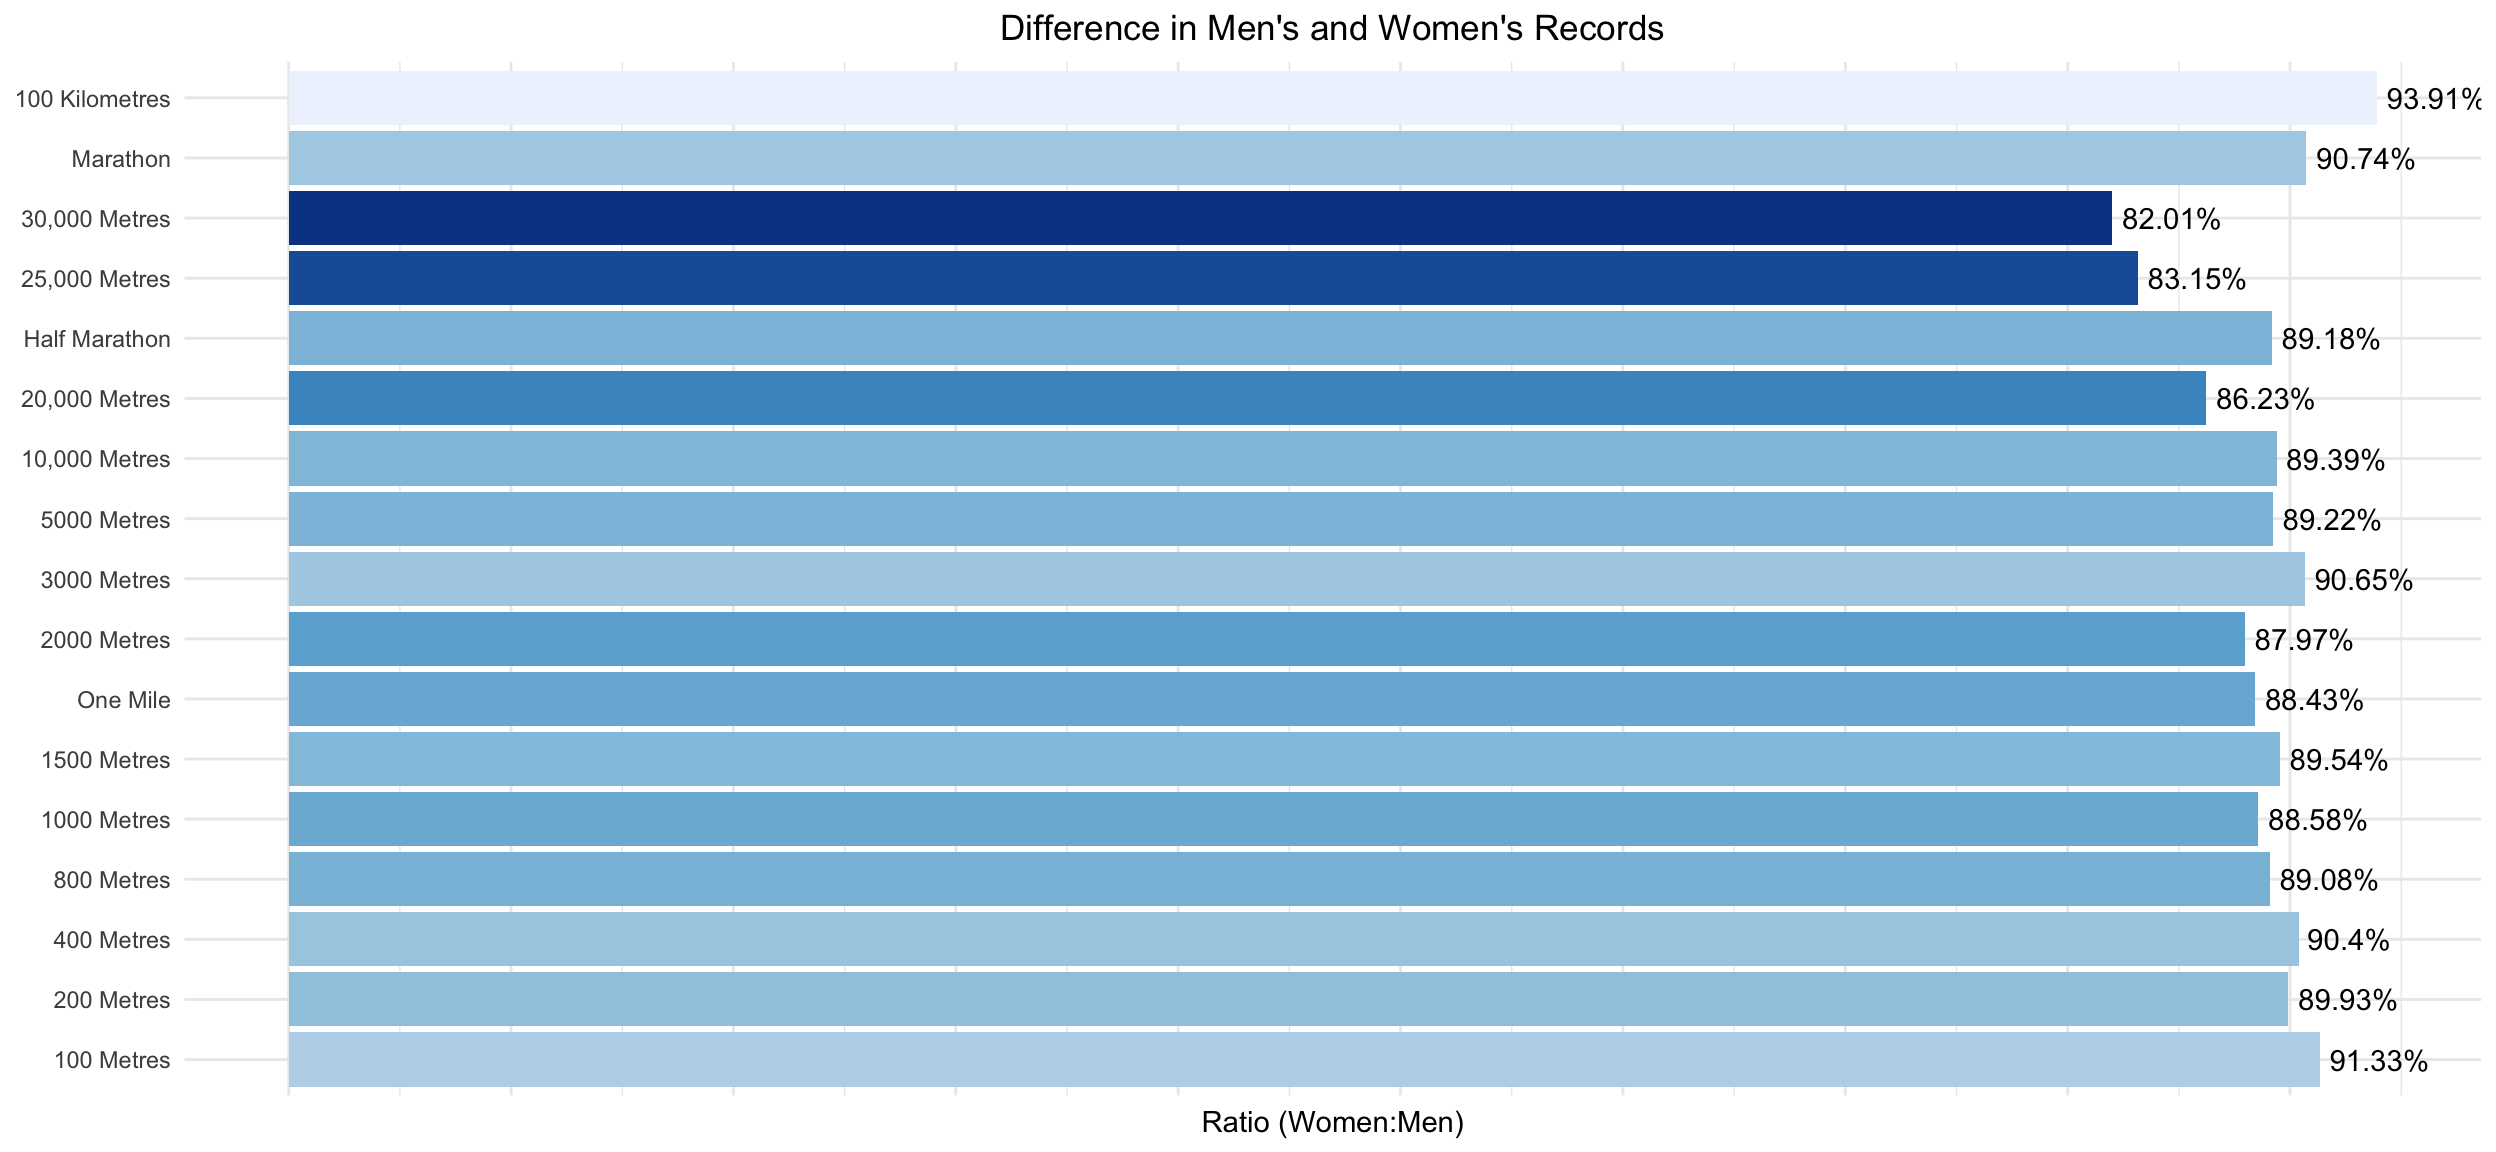 Difference in Men's and Women's Records
100 Kilometres 93.91%
Marathon 90.74%
30,000 Metres 82.01%
25,000 Metres 83.15%
Half Marathon 89.18%
20,000 Metres 86.23%
10,000 Metres 89.39%
5000 Metres 89.22%
3000 Metres 90.65%
2000 Metres 87.97%
One Mile 88.43%
1500 Metres 89.54%
1000 Metres 88.58%
800 Metres 89.08%
400 Metres 90.4%
200 Metres 89.93%
100 Metres 91.33%
Ratio (Women:Men)